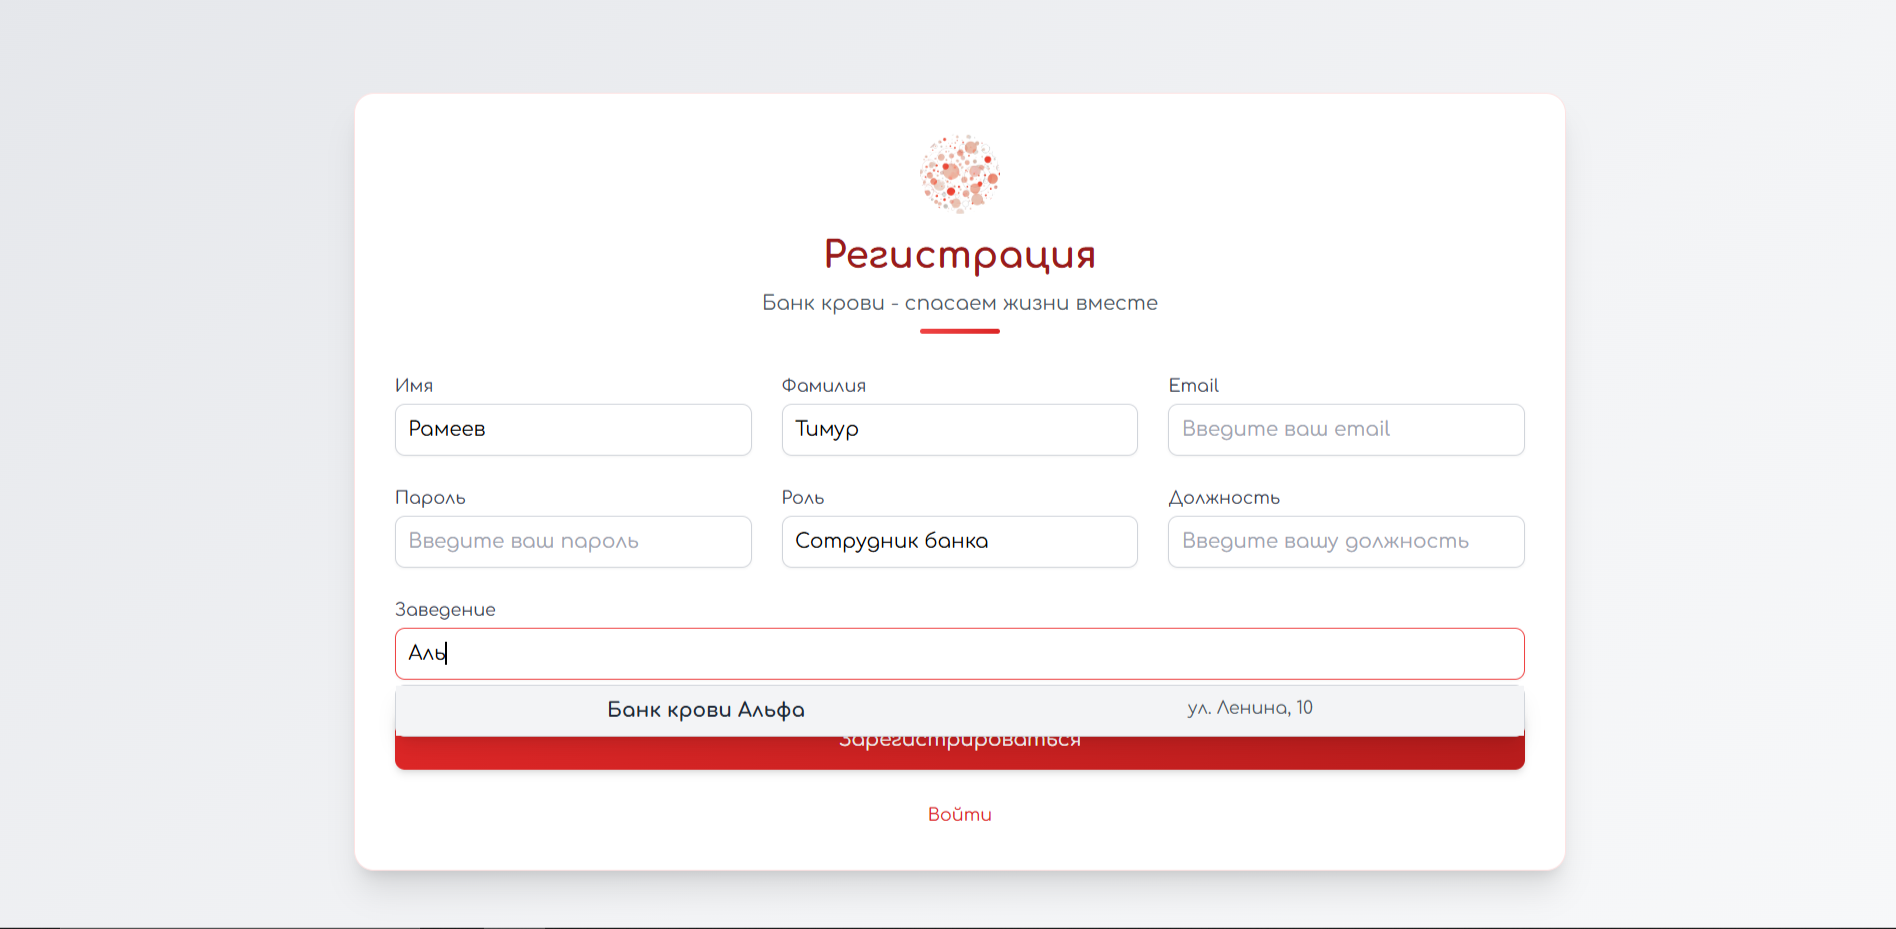 Регистрация
Банк крови - спасаем жизни вместе
Имя
Фамилия
Email
Рамеев
Тимур
Введите ваш email
Пароль
Роль
Должность
Введите ваш пароль
Сотрудник банка
Введите вашу должность
Заведение
Аль
Банк крови Альфа
ул. Ленина, 10
Зарегистрироваться
Войти